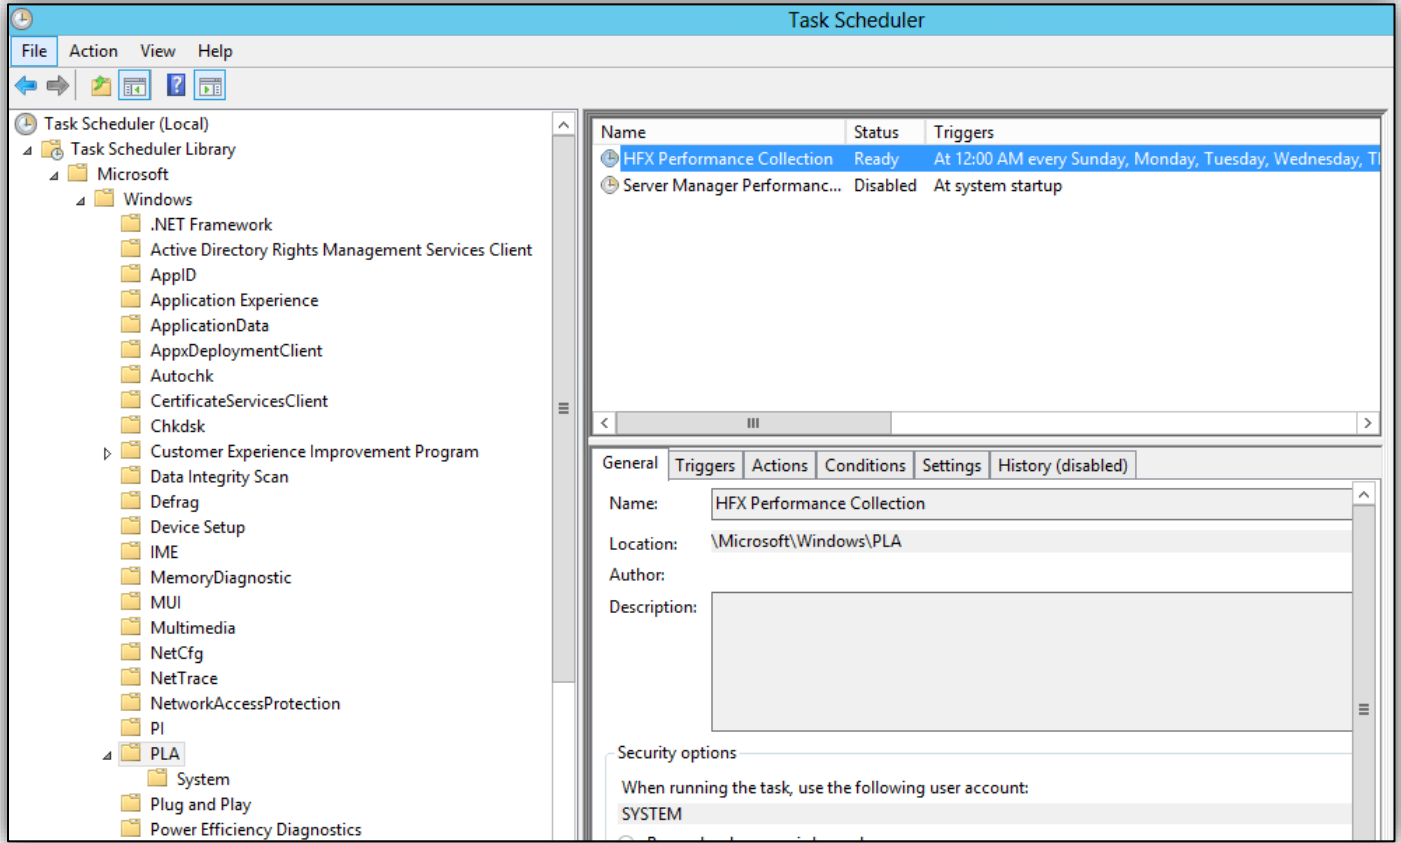 Task Scheduler
File Action View Help
Task Scheduler (Local)
Task Scheduler Library
Microsoft
Windows
.NET Framework
Active Directory Rights Management Services Client
AppID
Application Experience
ApplicationData
AppxDeploymentClient
Autochk
CertificateServicesClient
Chkdsk
Customer Experience Improvement Program
Data Integrity Scan
Defrag
Device Setup
IME
MemoryDiagnostic
MUI
Multimedia
NetCfg
NetTrace
NetworkAccessProtection
PI
PLA
System
Plug and Play
Power Efficiency Diagnostics
Name Status Triggers
HFX Performance Collection Ready At 12:00 AM every Sunday, Monday, Tuesday, Wednesday,
Server Manager Performanc... Disabled At system startup
General Triggers Actions Conditions Settings History (disabled)
Name: HFX Performance Collection
Location: \Microsoft\Windows\PLA
Author:
Description:
Security options
When running the task, use the following user account:
SYSTEM